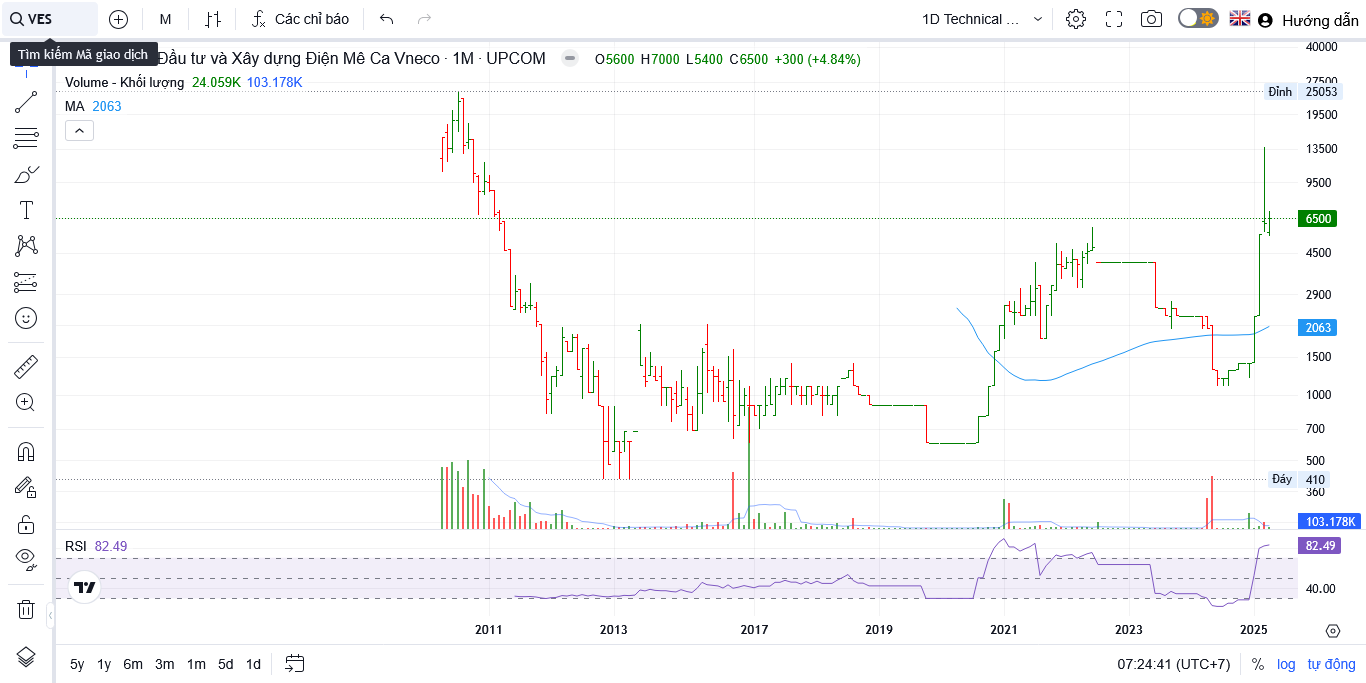 VES
M
Các chỉ báo
1D Technical ...
Hướng dẫn
Tìm kiếm Mã giao dịch
Đầu tư và Xây dựng Điện Mê Ca Vneco · 1M · UPCOM
O5600 H7000 L5400 C6500 +300 (+4.84%)
Volume - Khối lượng 24.059K 103.178K
MA 2063
40000
27500
Đỉnh 25053
19500
13500
9500
6500
4500
2900
2063
1500
1000
700
500
Đáy 410
360
103.178K
RSI 82.49
82.49
40.00
2011 2013 2017 2019 2021 2023 2025
5y 1y 6m 3m 1m 5d 1d
07:24:41 (UTC+7) % log tự động